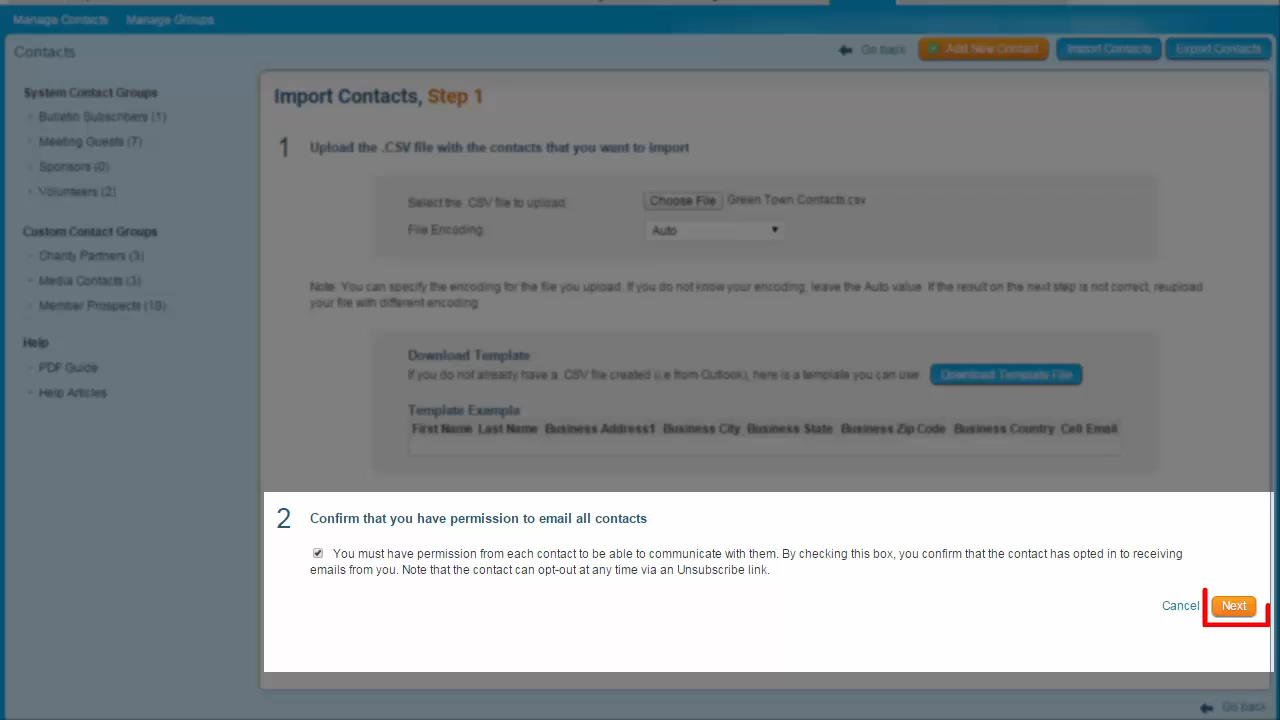 Manage Contacts Manage Groups
Contacts
Go back Add New Contact Import Contacts Export Contacts
System Contact Groups
Bulletin Subscribers (1)
Meeting Guests (7)
Sponsors (0)
Volunteers (2)
Custom Contact Groups
Charity Partners (3)
Media Contacts (3)
Member Prospects (10)
Help
PDF Guide
Help Articles
Import Contacts, Step 1
1 Upload the .CSV file with the contacts that you want to import
Select the .CSV file to upload: Choose File Green Town Contacts.csv
File Encoding: Auto
Note: You can specify the encoding for the file you upload. If you do not know your encoding, leave the Auto value. If the result on the next step is not correct, reupload
your file with different encoding.
Download Template
If you do not already have a .CSV file created (i.e from Outlook), here is a template you can use Download Template File
Template Example
First Name Last Name Business Address1 Business City Business State Business Zip Code Business Country Cell Email
2 Confirm that you have permission to email all contacts
You must have permission from each contact to be able to communicate with them. By checking this box, you confirm that the contact has opted in to receiving
emails from you. Note that the contact can opt-out at any time via an Unsubscribe link.
Cancel Next
Go back